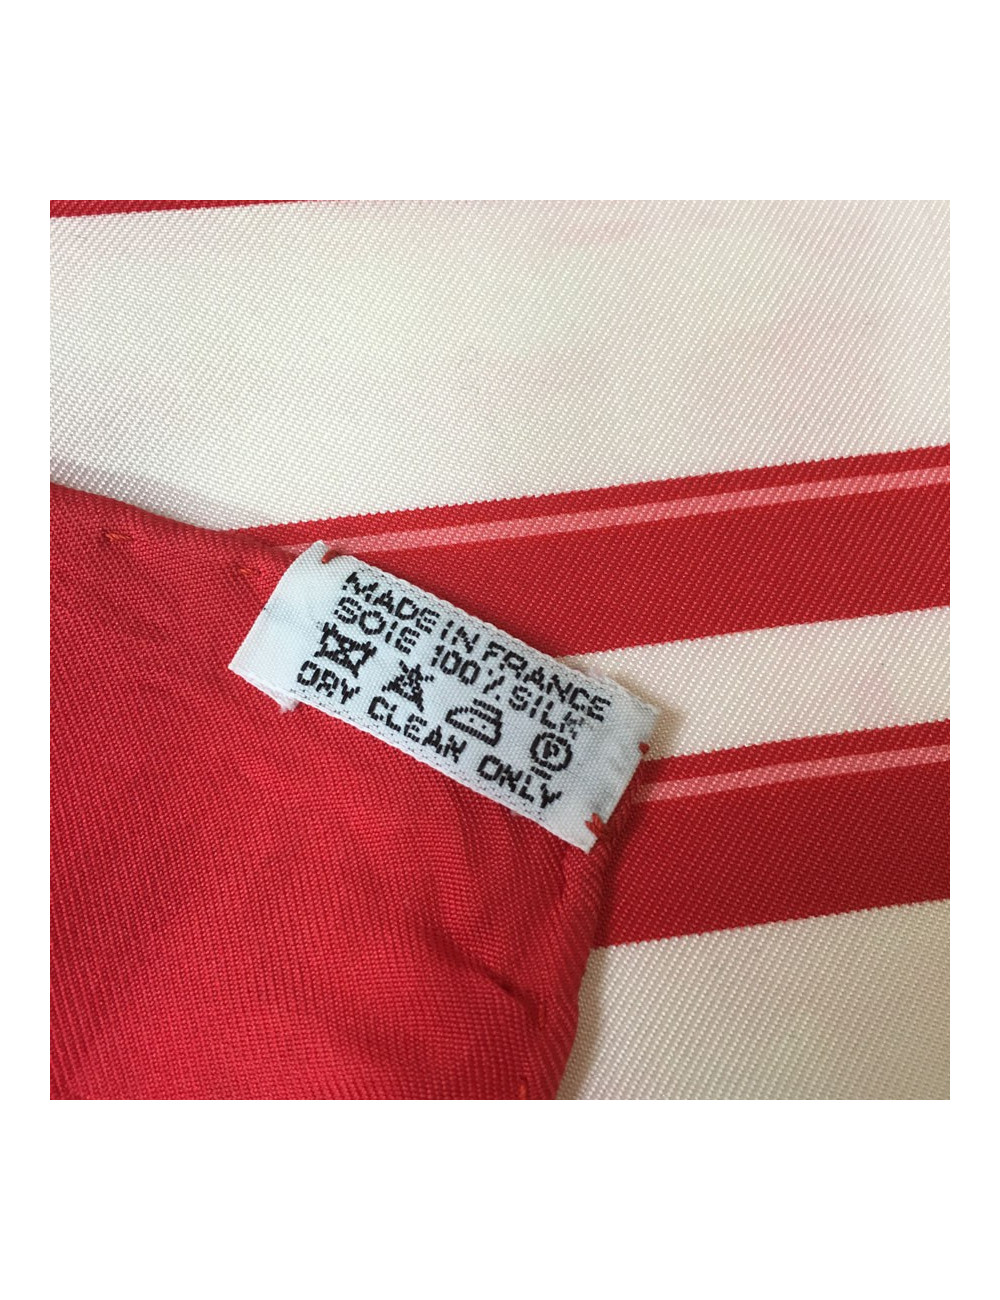 MADE IN FRANCE
SOIE 100% SILK
P
DRY CLEAN ONLY